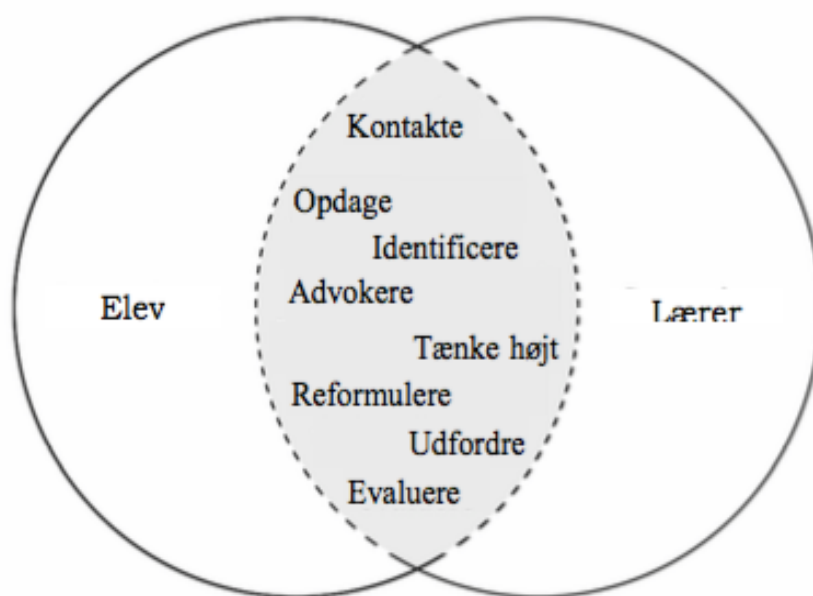 Kontakte
Opdage
Identificere
Advokere
Elev
Lærer
Tænke højt
Reformulere
Udfordre
Evaluere